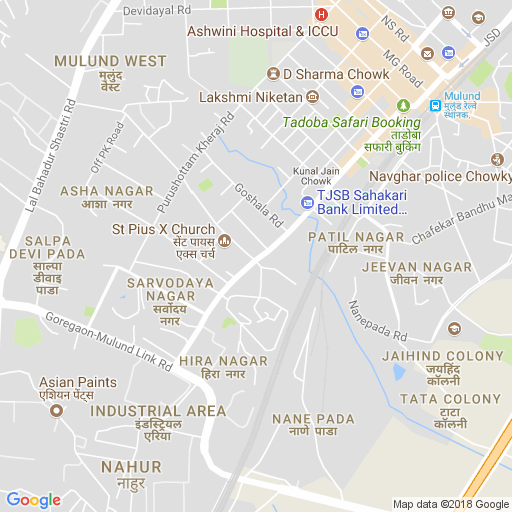 Devidayal Rd
Ashwini Hospital & ICCU
NS Rd
JSD
MG Road
MULUND WEST
मुलुंड
वेस्ट
D Sharma Chowk
Lakshmi Niketan
Mulund
मुलुंड रेल्वे
स्थानक...
Off PK Road
Purushottam Kheraj Rd
Lal Bahadur Shastri Rd
Tadoba Safari Booking
ताडोबा
सफारी बुकिंग
Kunal Jain
Chowk
Navghar police Chowky
ASHA NAGAR
आशा नगर
Goshala Rd
TJSB Sahakari
Bank Limited...
Chafekar Bandhu Ma
St Pius X Church
सेंट पायस
एक्स चर्च
PATIL NAGAR
पाटिल नगर
SALPA
DEVI PADA
साल्पा
डीवाइ
पाडा
JEEVAN NAGAR
जीवन नगर
SARVODAYA
NAGAR
सर्वोदय
नगर
Goregaon-Mulund Link Rd
Nanepada Rd
HIRA NAGAR
हिरा नगर
JAIHIND COLONY
जयहिंद
कॉलनी
Asian Paints
एशियन पेंट्स
TATA COLONY
टाटा
कॉलनी
INDUSTRIAL AREA
इंडस्ट्रियल
एरिया
NANE PADA
नाणे पाडा
NAHUR
नाहुर
Google
Map data ©2018 Google